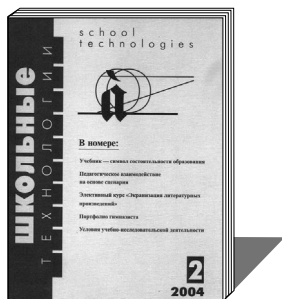 school
technologies
ШКОЛЬНЫЕ
ТЕХНОЛОГИИ
В номере:
Учебник — символ состоятельности образования
Педагогическое взаимодействие
на основе сценария
Элективный курс «Экранизация литературных
произведений»
Портфолио гимназиста
Условия учебно-исследовательской деятельности
2
2004